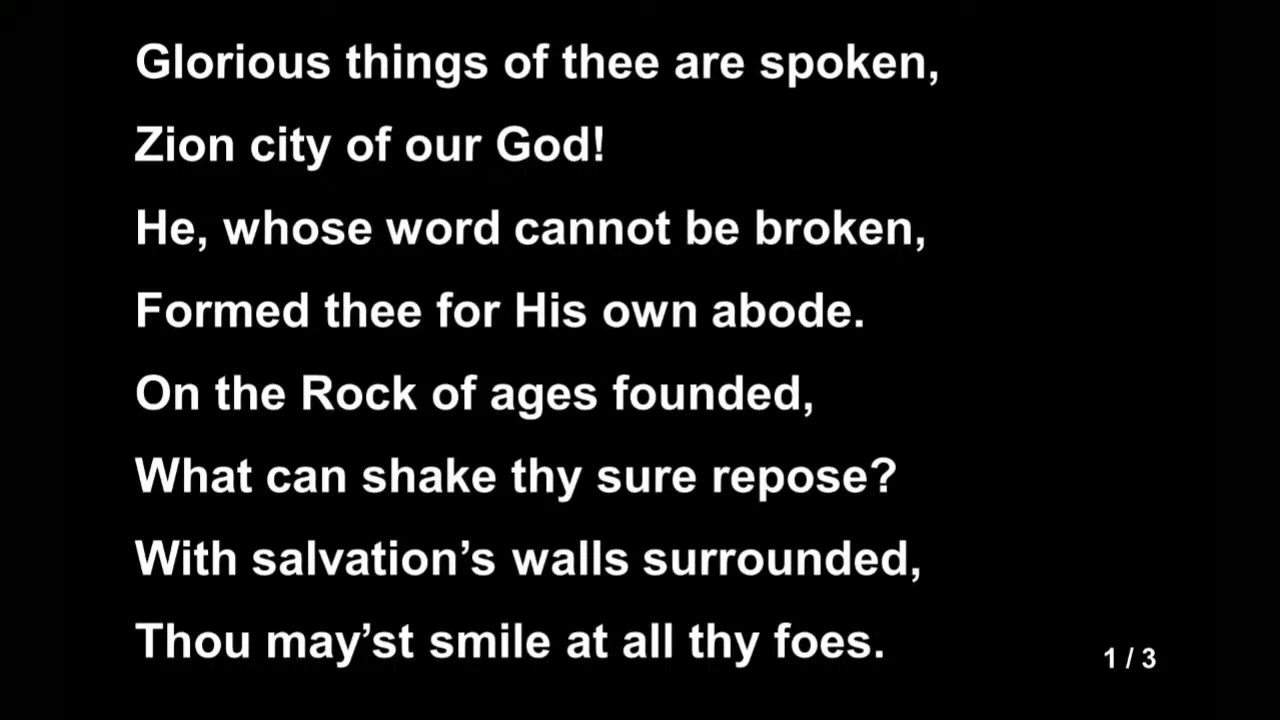 Glorious things of thee are spoken,
Zion city of our God!
He, whose word cannot be broken,
Formed thee for His own abode.
On the Rock of ages founded,
What can shake thy sure repose?
With salvation’s walls surrounded,
Thou may’st smile at all thy foes.
1 / 3